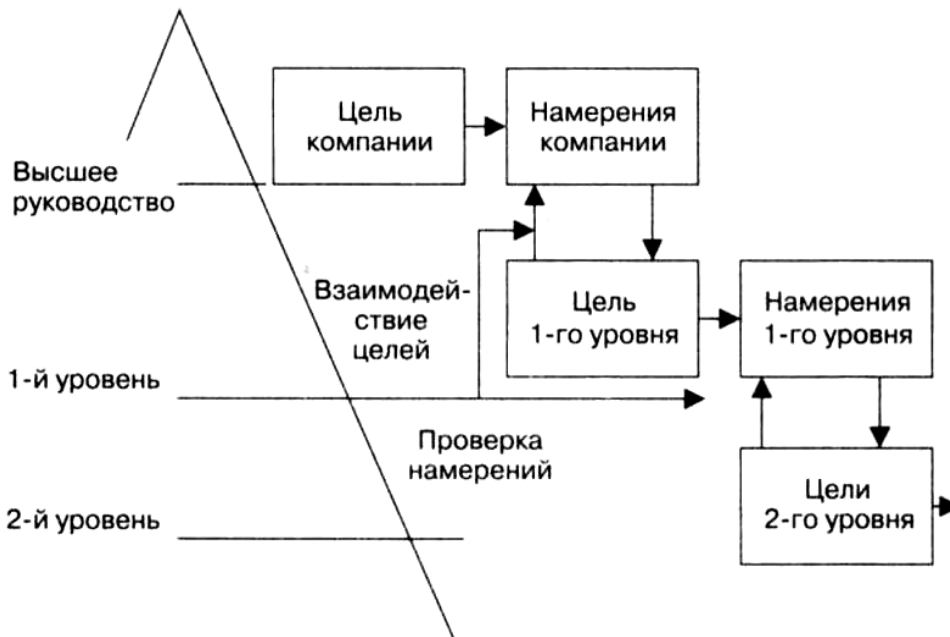 Цель
компании
Намерения
компании
Высшее
руководство
Взаимодей-
ствие
целей
Цель
1-го уровня
Намерения
1-го уровня
1-й уровень
Проверка
намерений
2-й уровень
Цели
2-го уровня